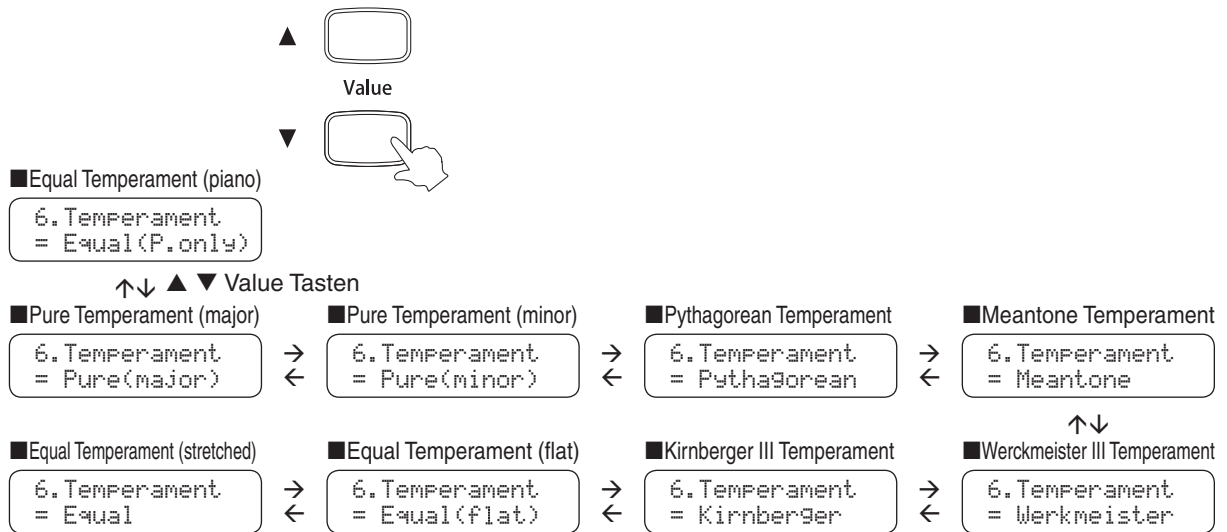 ▲
Value
▼
■Equal Temperament (piano)
6.Temperament
= Equal(P.only)
↑↓ ▲ ▼ Value Tasten
■Pure Temperament (major) ■Pure Temperament (minor) ■Pythagorean Temperament ■Meantone Temperament
6.Temperament → 6.Temperament → 6.Temperament → 6.Temperament
= Pure(major) ← = Pure(minor) ← = Pythagorean ← = Meantone
↑↓
■Equal Temperament (stretched) ■Equal Temperament (flat) ■Kirnberger III Temperament ■Werckmeister III Temperament
6.Temperament → 6.Temperament → 6.Temperament → 6.Temperament
= Equal ← = Equal(flat) ← = Kirnberger ← = Werkmeister